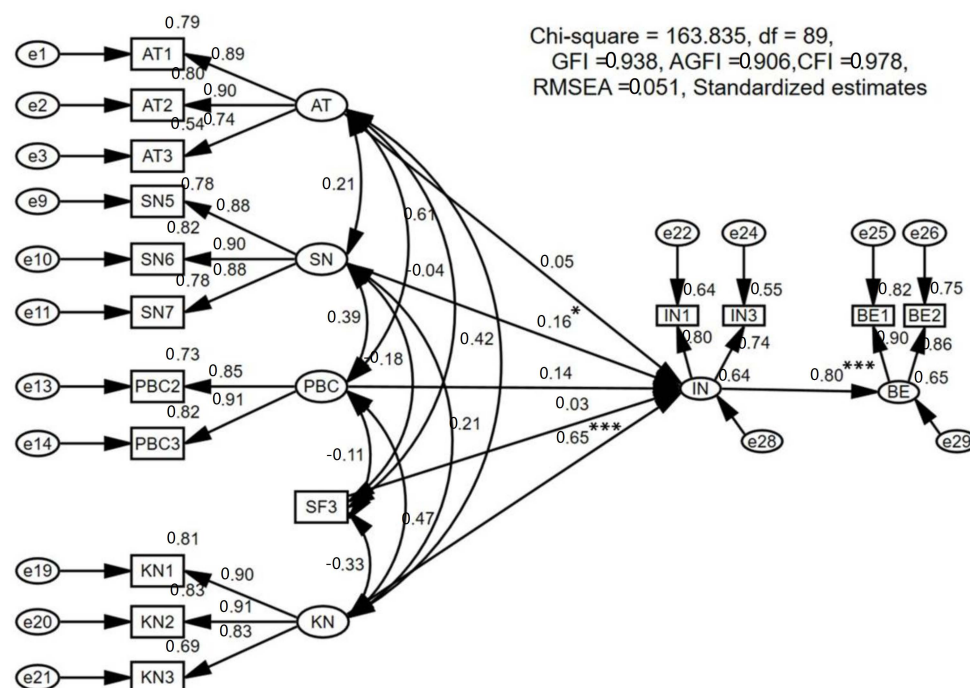 Chi-square = 163.835, df = 89,
GFI =0.938, AGFI =0.906,CFI =0.978,
RMSEA =0.051, Standardized estimates
0.79
e1
AT1
0.89
0.80
e2
AT2
0.90
AT
0.54
0.74
e3
AT3
0.78
e9
SN5
0.88
0.21
0.61
0.82
e10
SN6
0.90
SN
-0.04
0.05
0.88
0.78
e11
SN7
0.39
0.42
0.16*
e22
e24
e25
e26
0.64
0.55
0.82
0.75
IN1
IN3
BE1
BE2
0.80
0.74
0.90
0.86
0.73
-0.18
e13
PBC2
0.85
PBC
0.14
IN
0.64
0.80***
BE
0.65
0.91
0.82
0.03
e14
PBC3
0.21
0.65***
e28
e29
-0.11
SF3
0.47
0.81
-0.33
e19
KN1
0.90
0.83
e20
KN2
0.91
KN
0.83
0.69
e21
KN3